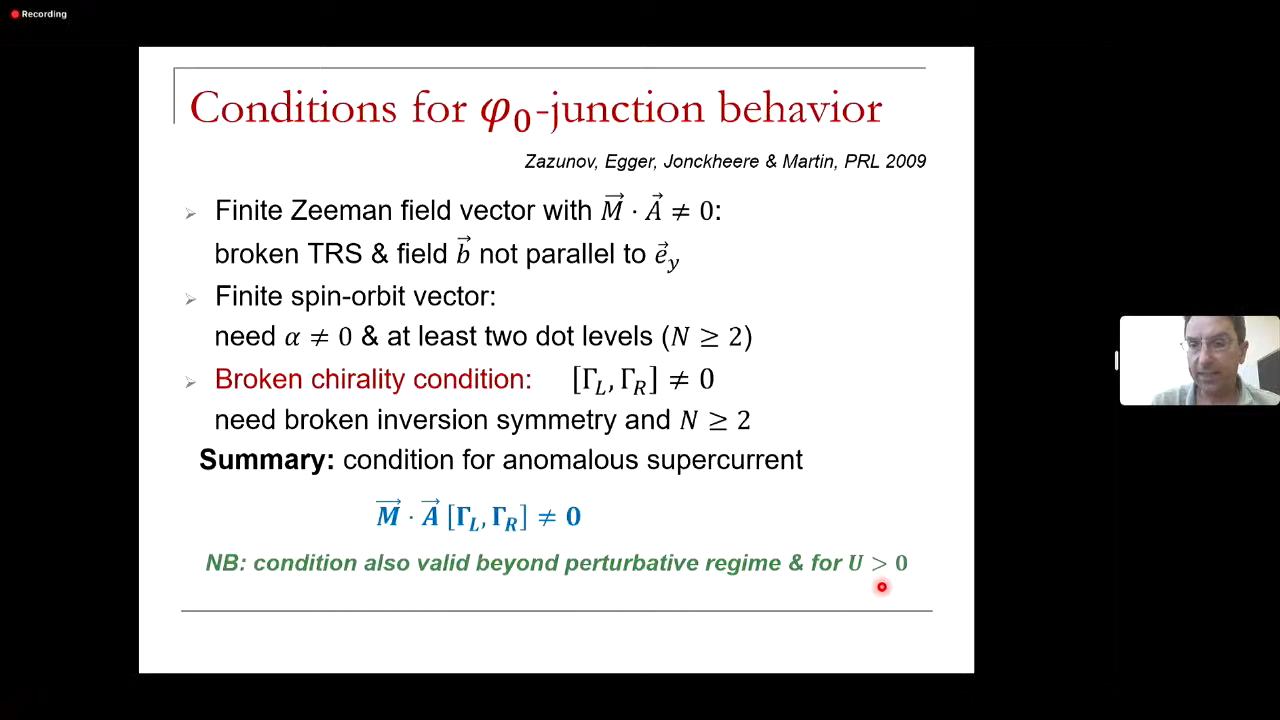 Recording
Conditions for φ₀-junction behavior
Zazunov, Egger, Jonckheere & Martin, PRL 2009
➢ Finite Zeeman field vector with M⃗ · A⃗ ≠ 0:
broken TRS & field b⃗ not parallel to e⃗_y
➢ Finite spin-orbit vector:
need α ≠ 0 & at least two dot levels (N ≥ 2)
➢ Broken chirality condition: [Γ_L, Γ_R] ≠ 0
need broken inversion symmetry and N ≥ 2
Summary: condition for anomalous supercurrent
M⃗ · A⃗ [Γ_L, Γ_R] ≠ 0
NB: condition also valid beyond perturbative regime & for U > 0